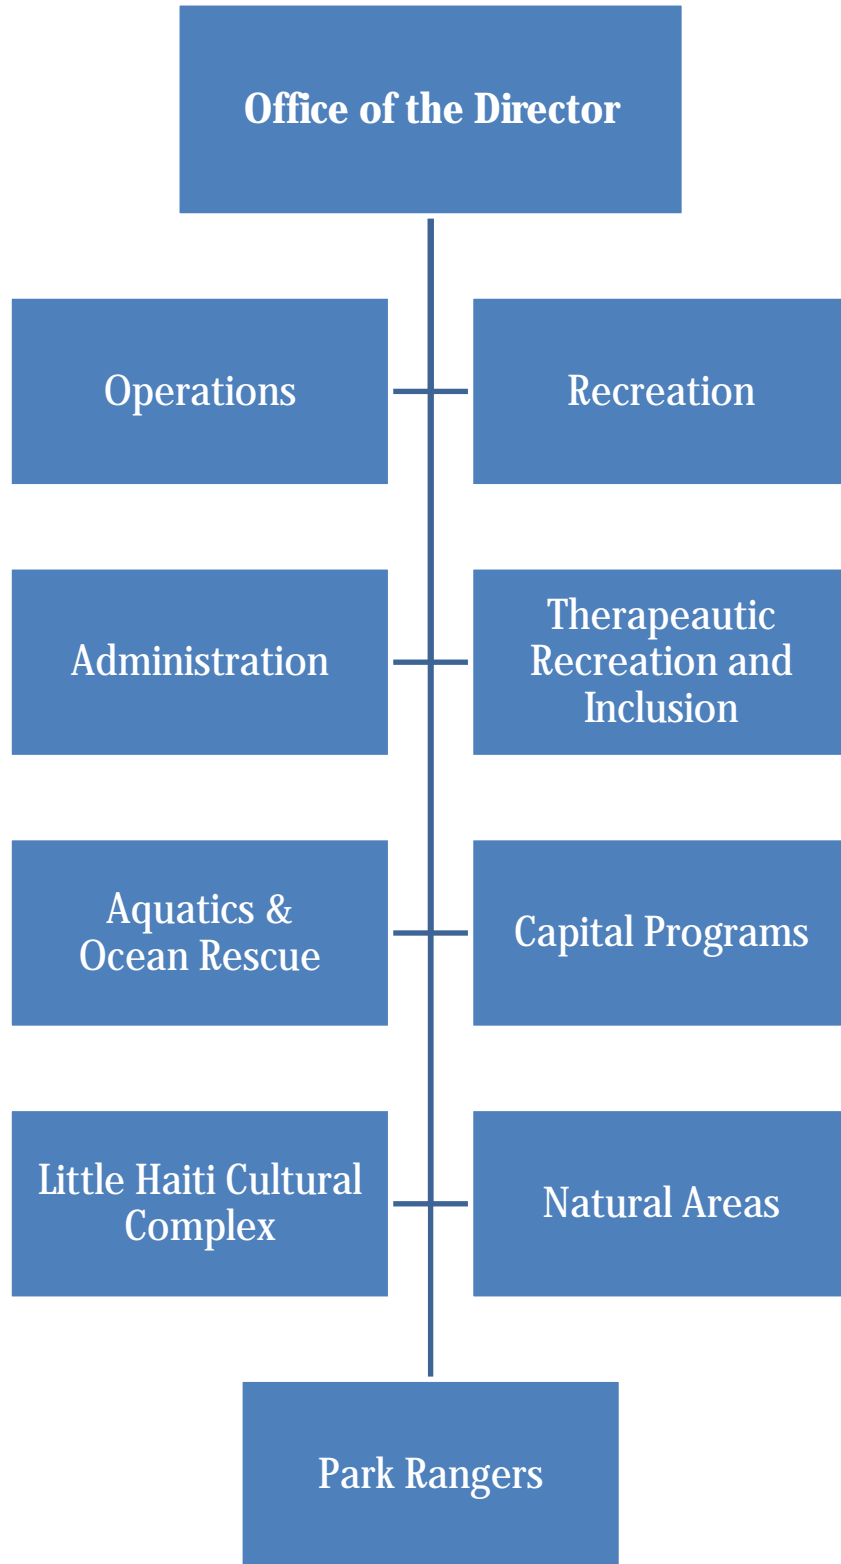 Office of the Director
Operations
Recreation
Administration
Therapeautic
Recreation and
Inclusion
Aquatics &
Ocean Rescue
Capital Programs
Little Haiti Cultural
Complex
Natural Areas
Park Rangers